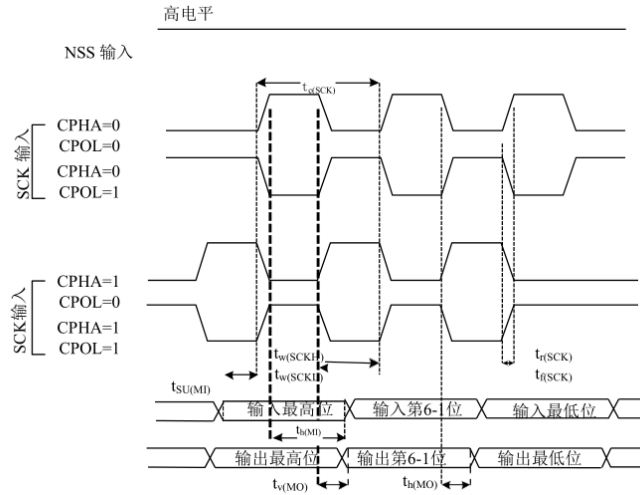 高电平
NSS 输入
tc(SCK)
SCK 输入
CPHA=0
CPOL=0
CPHA=0
CPOL=1
SCK输入
CPHA=1
CPOL=0
CPHA=1
CPOL=1
tw(SCKH)
tw(SCKL)
tr(SCK)
tf(SCK)
tSU(MI)
输入最高位
输入第6-1位
输入最低位
th(MI)
输出最高位
输出第6-1位
输出最低位
tv(MO)
th(MO)